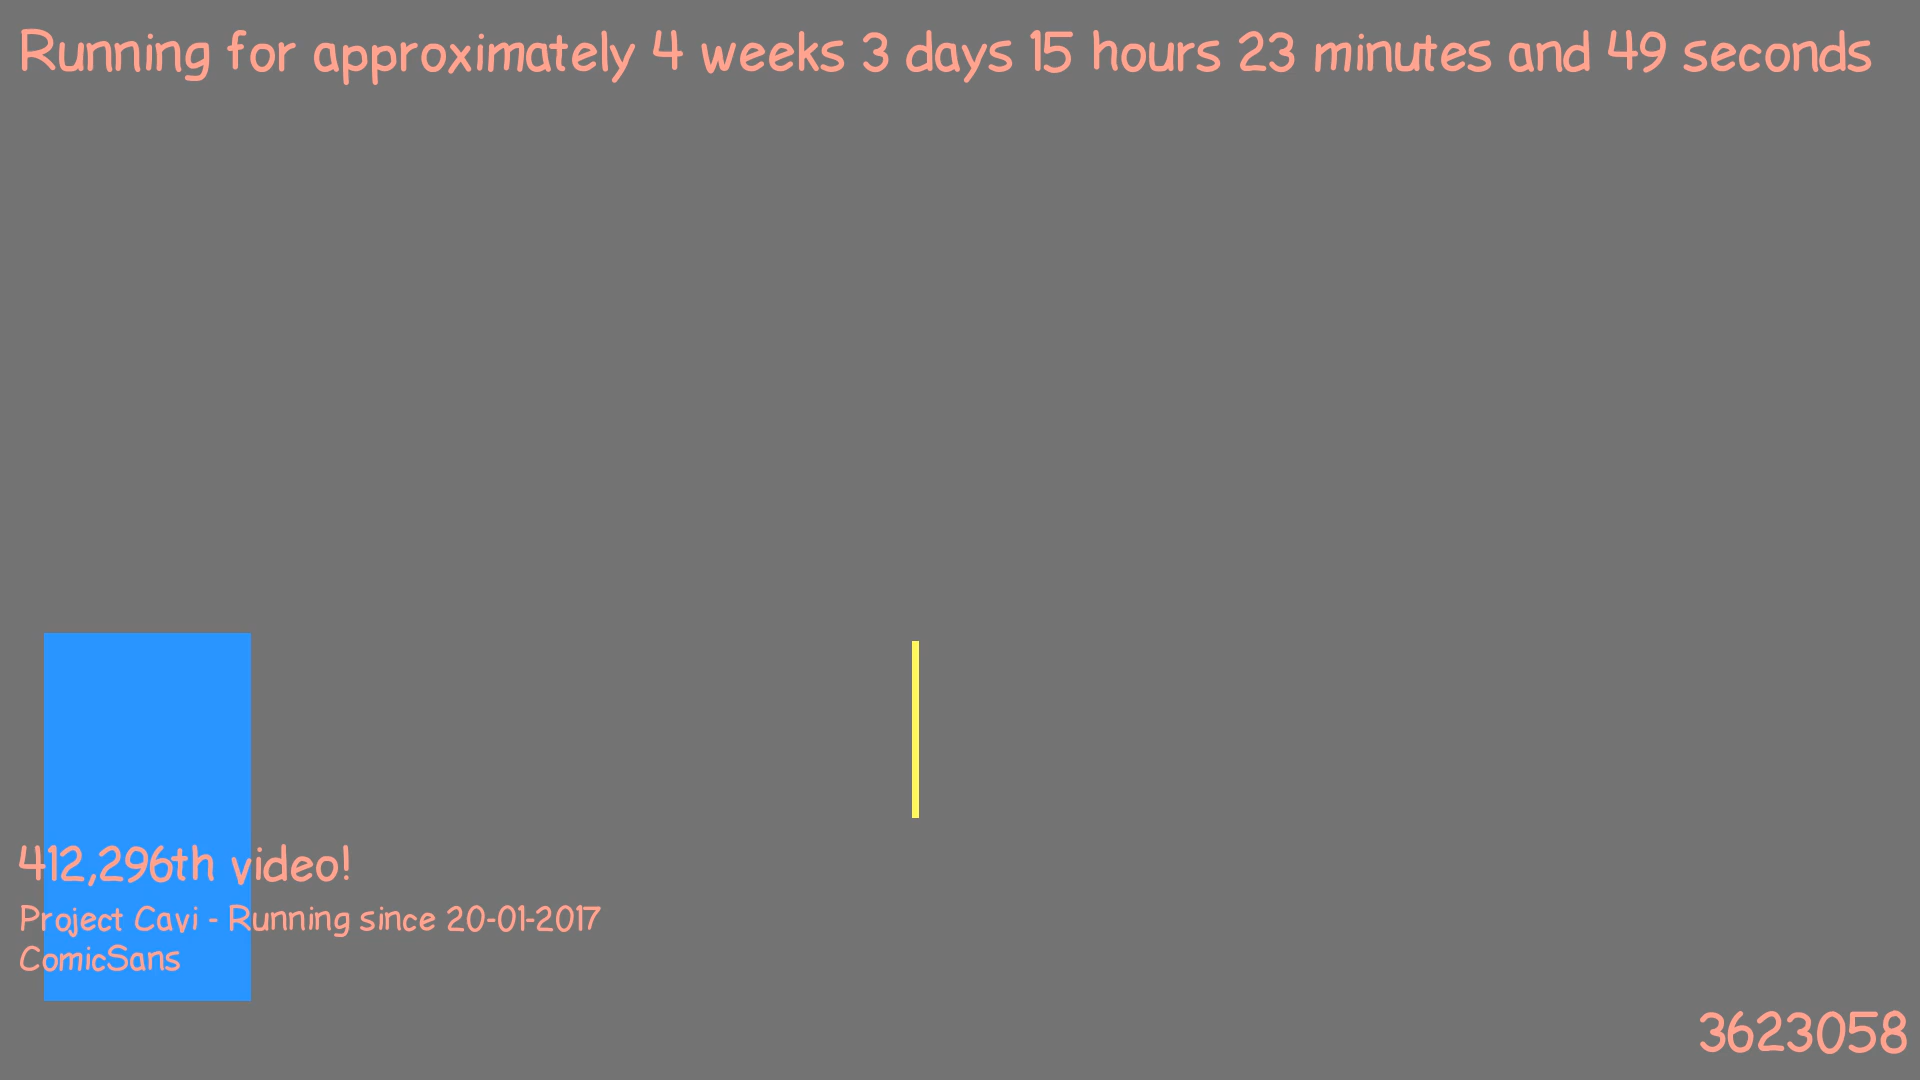 Running for approximately 4 weeks 3 days 15 hours 23 minutes and 49 seconds
412,296th video!
Project Cavi - Running since 20-01-2017
ComicSans
3623058